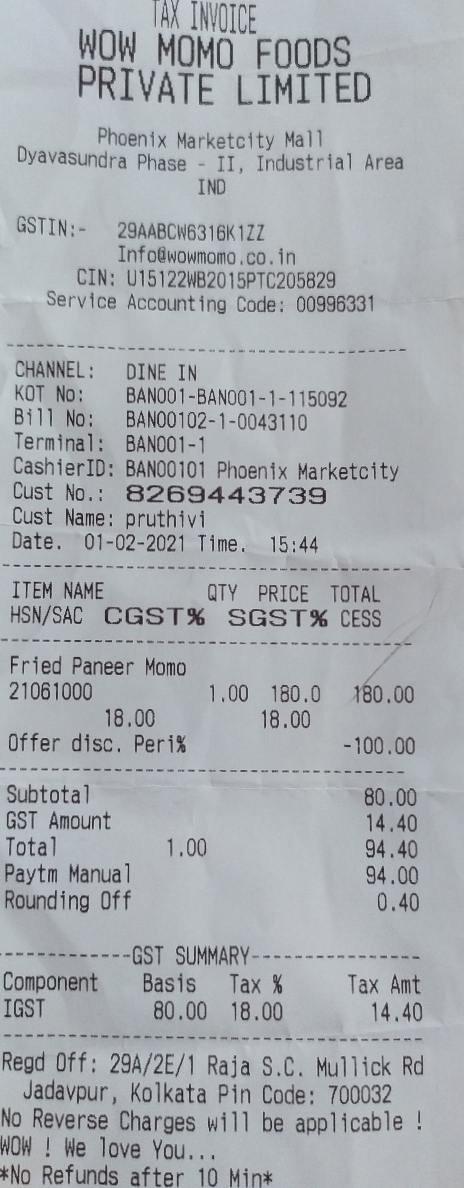 TAX INVOICE
WOW MOMO FOODS
PRIVATE LIMITED
Phoenix Marketcity Mall
Dyavasundra Phase - II, Industrial Area
IND
GSTIN:- 29AABCW6316K1ZZ
Info@wowmomo.co.in
CIN: U15122WB2015PTC205829
Service Accounting Code: 00996331
CHANNEL: DINE IN
KOT No: BAN001-BAN001-1-115092
Bill No: BAN00102-1-0043110
Terminal: BAN001-1
CashierID: BAN00101 Phoenix Marketcity
Cust No.: 8269443739
Cust Name: pruthivi
Date. 01-02-2021 Time. 15:44
ITEM NAME QTY PRICE TOTAL
HSN/SAC CGST% SGST% CESS
Fried Paneer Momo
21061000 1.00 180.0 180.00
18.00 18.00
Offer disc. Peri% -100.00
Subtotal 80.00
GST Amount 14.40
Total 1.00 94.40
Paytm Manual 94.00
Rounding Off 0.40
------------GST SUMMARY----------------
Component Basis Tax % Tax Amt
IGST 80.00 18.00 14.40
Regd Off: 29A/2E/1 Raja S.C. Mullick Rd
Jadavpur, Kolkata Pin Code: 700032
No Reverse Charges will be applicable !
WOW ! We love You...
*No Refunds after 10 Min*